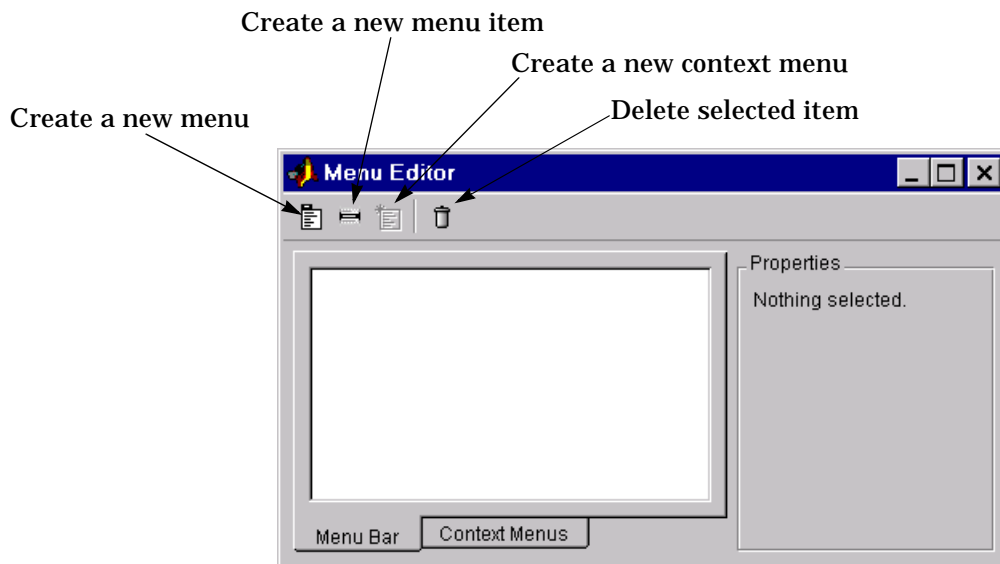 Create a new menu item
Create a new context menu
Create a new menu
Delete selected item
Menu Editor
Properties
Nothing selected.
Menu Bar
Context Menus